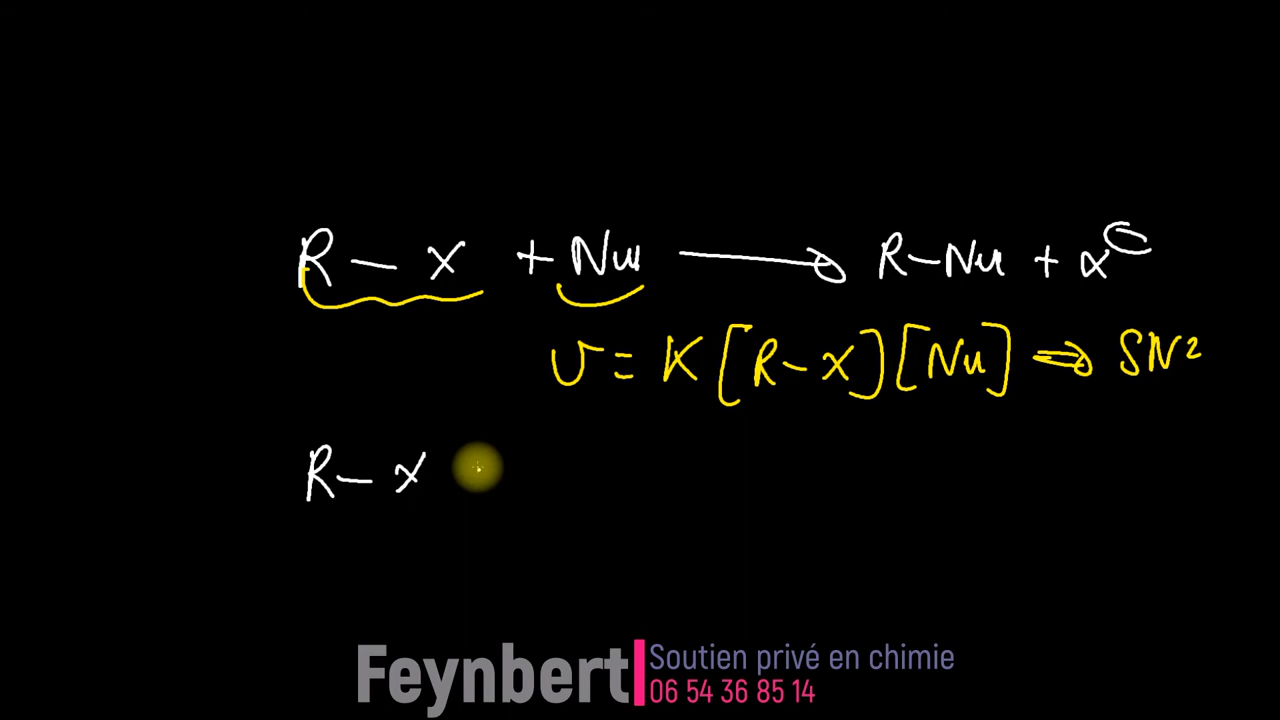 R — X + Nu → R-Nu + X⊖
v = K [R-X] [Nu] ⇒ SN²
R — X
Feynbert
Soutien privé en chimie
06 54 36 85 14